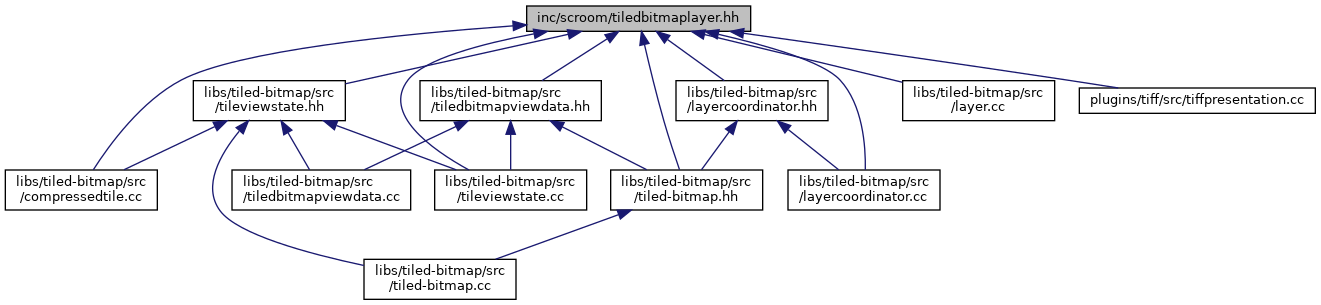 inc/scroom/tiledbitmaplayer.hh
libs/tiled-bitmap/src
/tileviewstate.hh
libs/tiled-bitmap/src
/tiledbitmapviewdata.hh
libs/tiled-bitmap/src
/layercoordinator.hh
libs/tiled-bitmap/src
/layer.cc
plugins/tiff/src/tiffpresentation.cc
libs/tiled-bitmap/src
/compressedtile.cc
libs/tiled-bitmap/src
/tiledbitmapviewdata.cc
libs/tiled-bitmap/src
/tileviewstate.cc
libs/tiled-bitmap/src
/tiled-bitmap.hh
libs/tiled-bitmap/src
/layercoordinator.cc
libs/tiled-bitmap/src
/tiled-bitmap.cc